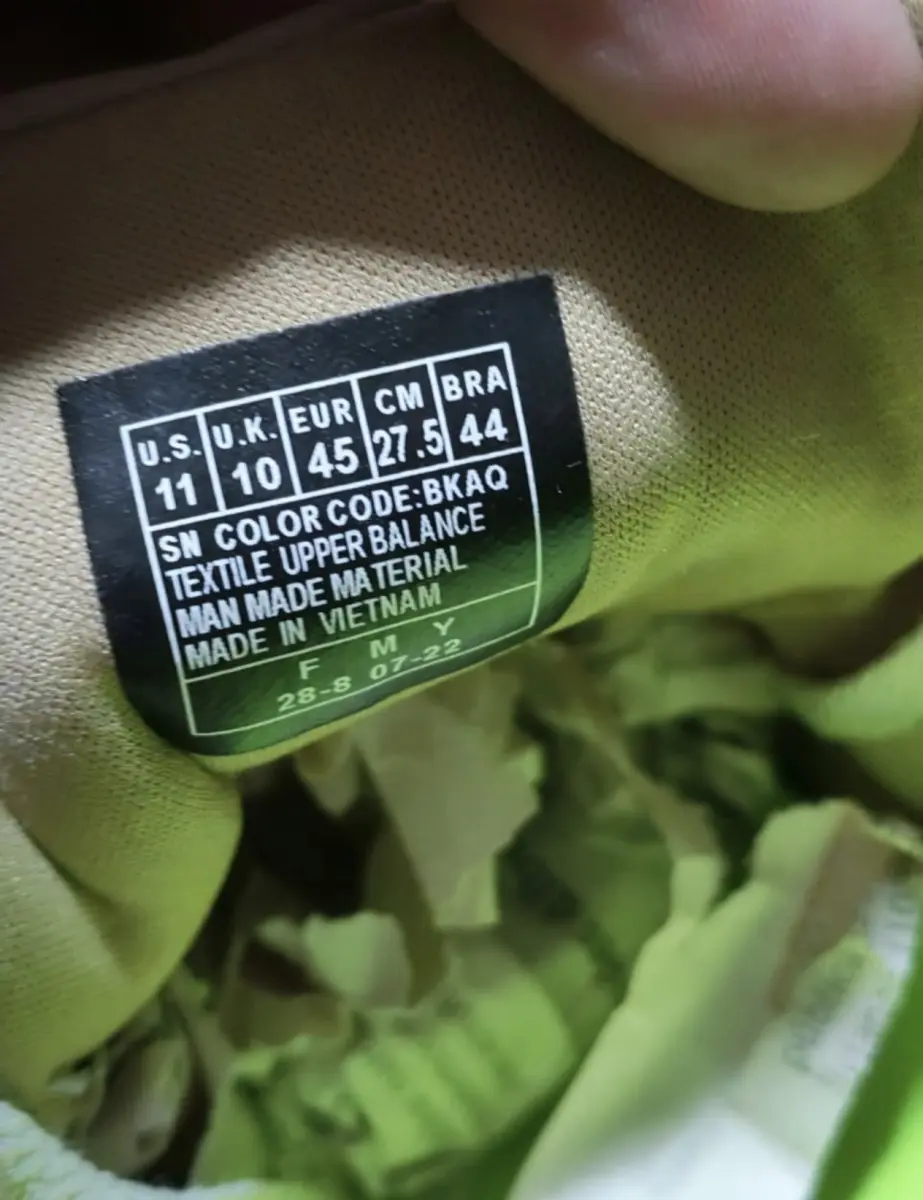 U.S. U.K. EUR CM BRA
11 10 45 27.5 44
SN COLOR CODE:BKAQ
TEXTILE UPPER BALANCE
MAN MADE MATERIAL
MADE IN VIETNAM
F M Y
28-8 07-22